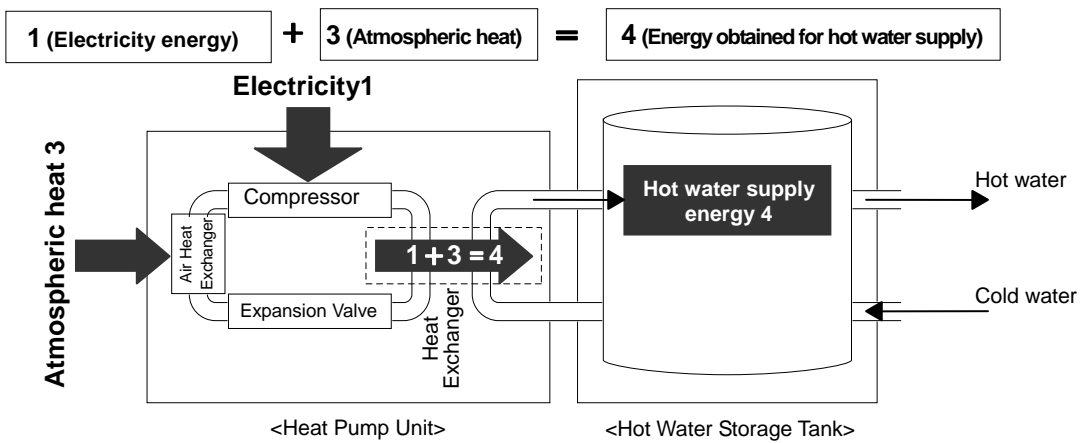 1 (Electricity energy) + 3 (Atmospheric heat) = 4 (Energy obtained for hot water supply)
Electricity1
Atmospheric heat 3
Compressor
Air Heat
Exchanger
1+3=4
Expansion Valve
Heat
Exchanger
Hot water supply
energy 4
Hot water
Cold water
<Heat Pump Unit>
<Hot Water Storage Tank>